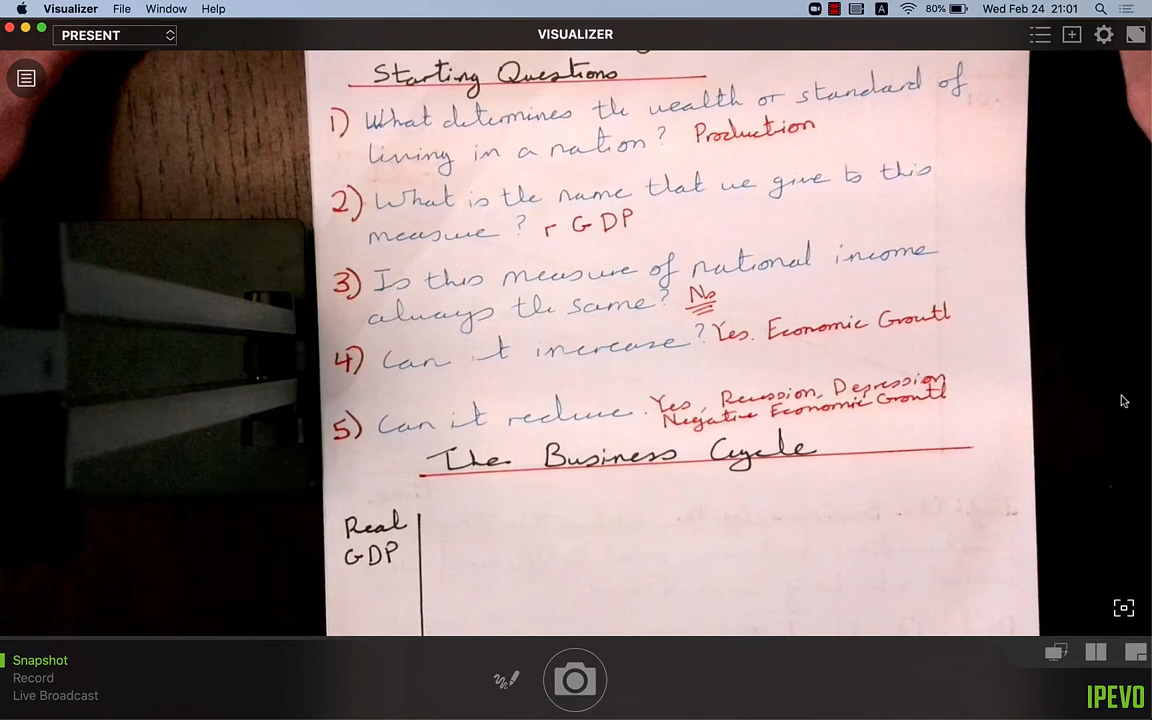 Visualizer File Window Help
A 80% Wed Feb 24 21:01
PRESENT
VISUALIZER
Starting Questions
1) What determines the wealth or standard of
living in a nation? Production
2) What is the name that we give to this
measure? r GDP
3) Is this measure of national income
always the same? No
4) Can it increase? Yes. Economic Growth
5) Can it reduce. Yes, Recession, Depression
Negative Economic Growth
The Business Cycle
Real
GDP
Snapshot
Record
Live Broadcast
IPEVO